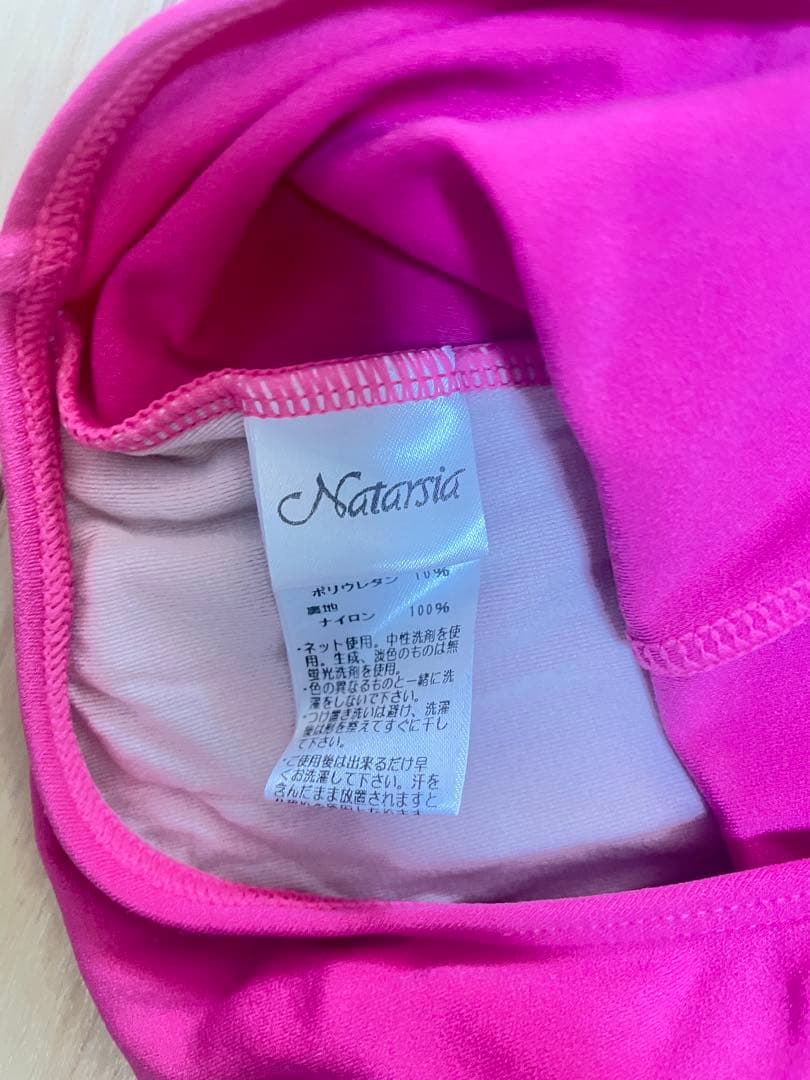 Natarsia
ポリウレタン 10%
裏地
ナイロン 100%
・ネット使用。中性洗剤を使
用。生成、淡色のものは無
蛍光洗剤を使用。
・色の異なるものと一緒に洗
濯をしないで下さい。
・つけ置き洗いは避け、洗濯
後は形を整えてすぐに干し
て下さい。
・ご使用後は出来るだけ早
くお洗濯して下さい。汗を
含んだまま放置されますと